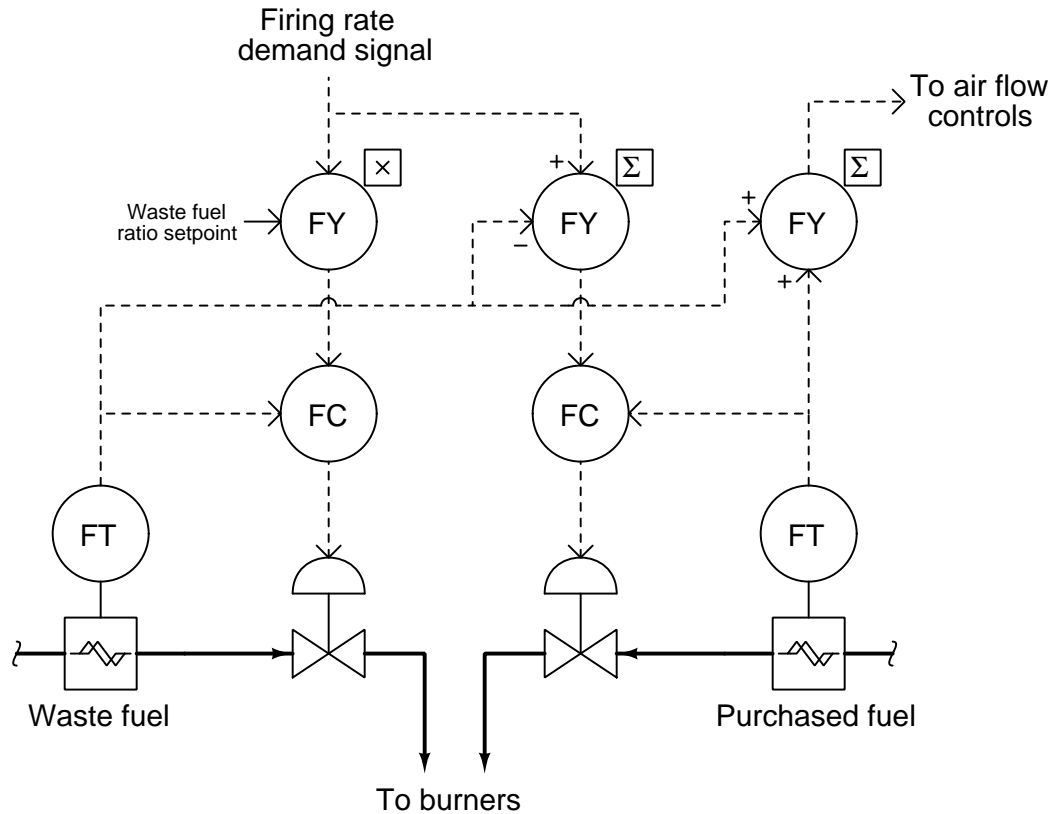 Firing rate
demand signal
To air flow
controls
×
+
Σ
Σ
Waste fuel
ratio setpoint
FY
−
FY
+
FY
+
FC
FC
FT
FT
Waste fuel
Purchased fuel
To burners